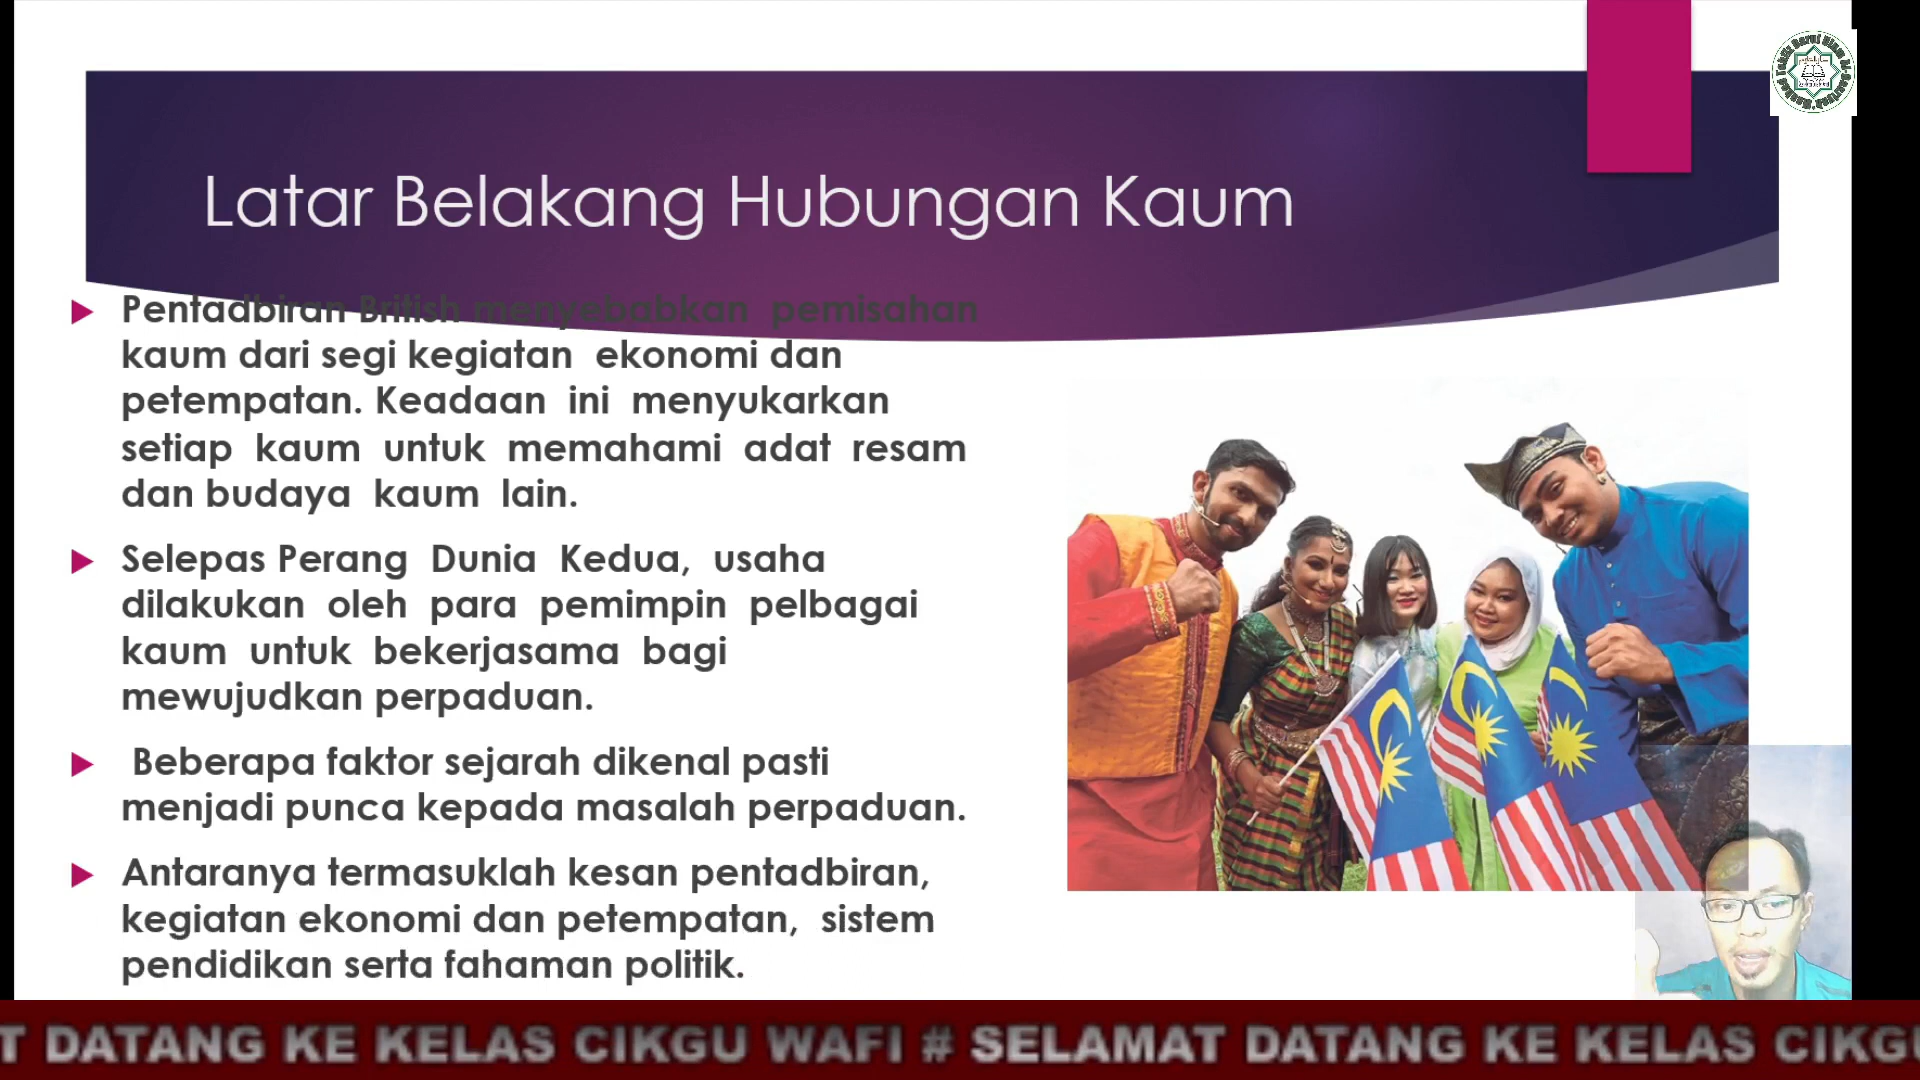 Latar Belakang Hubungan Kaum
Pentadbiran British menyebabkan pemisahan
kaum dari segi kegiatan ekonomi dan
petempatan. Keadaan ini menyukarkan
setiap kaum untuk memahami adat resam
dan budaya kaum lain.
Selepas Perang Dunia Kedua, usaha
dilakukan oleh para pemimpin pelbagai
kaum untuk bekerjasama bagi
mewujudkan perpaduan.
Beberapa faktor sejarah dikenal pasti
menjadi punca kepada masalah perpaduan.
Antaranya termasuklah kesan pentadbiran,
kegiatan ekonomi dan petempatan, sistem
pendidikan serta fahaman politik.
T DATANG KE KELAS CIKGU WAFI # SELAMAT DATANG KE KELAS CIKGU